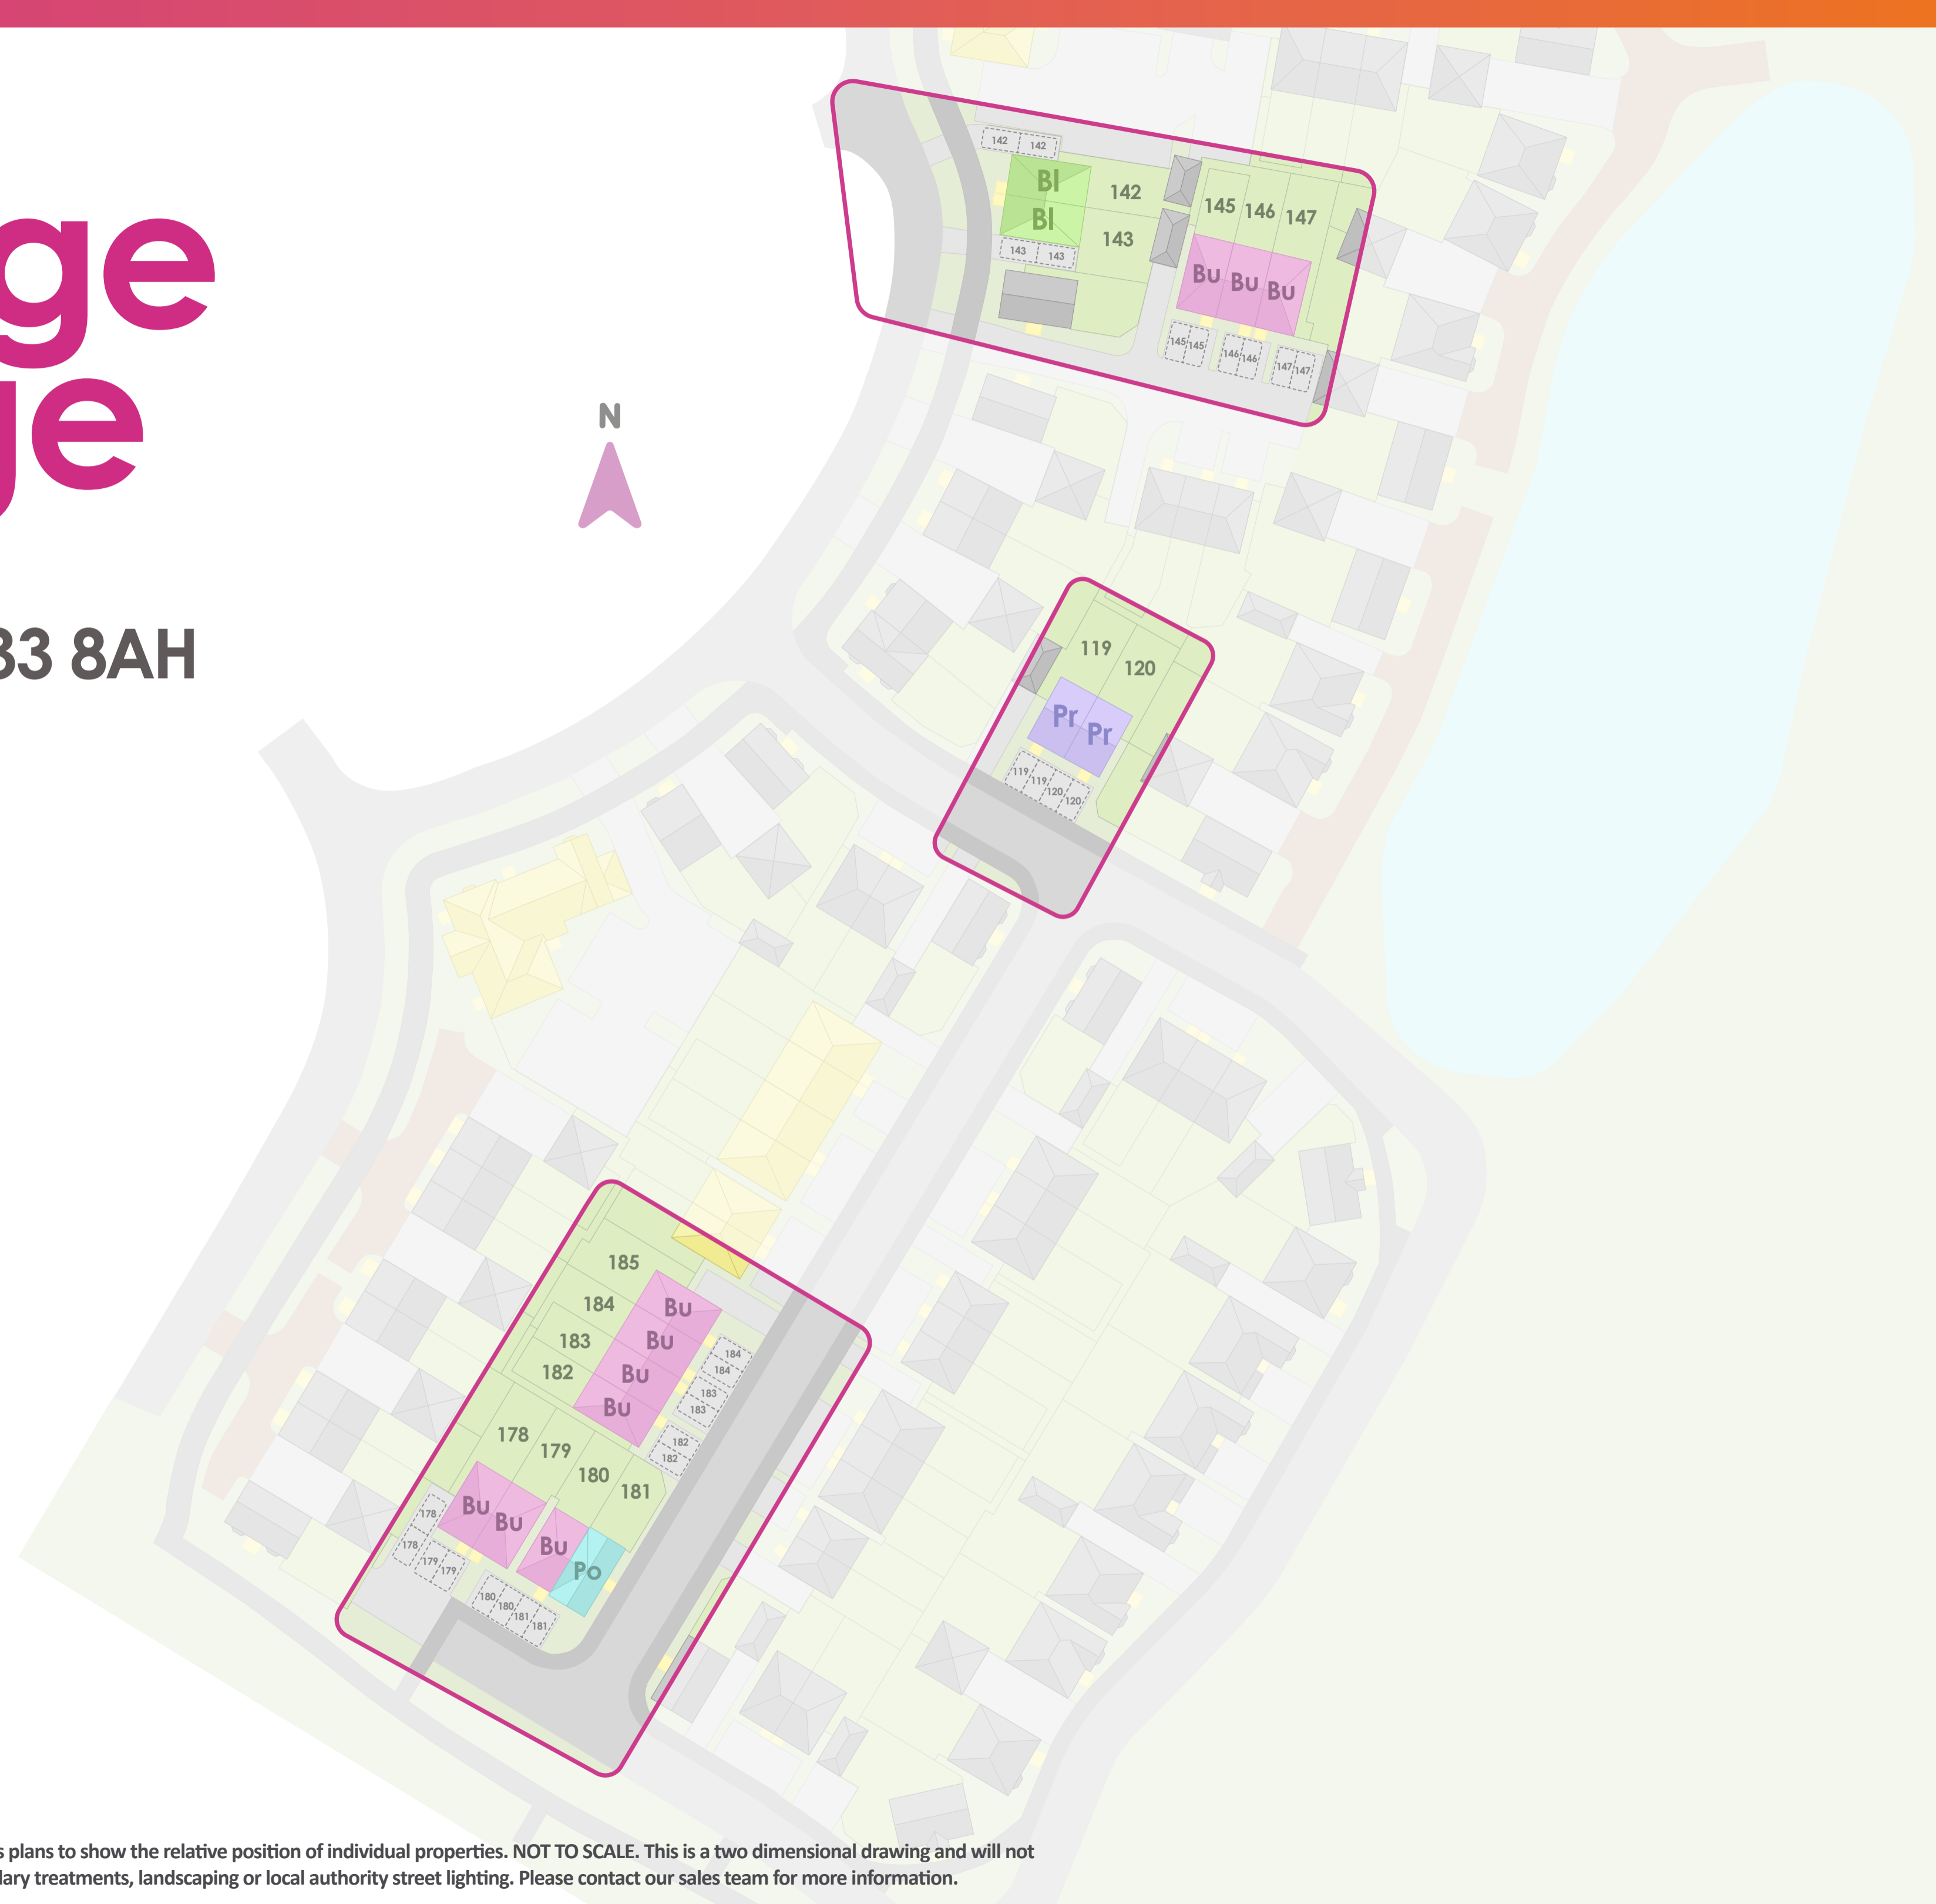 ge
ge
N
33 8AH
142 142
Bl 142
Bl 143
143 143
145 146 147
Bu Bu Bu
145 145 146 146 147 147
119
120
Pr Pr
119 119 120 120
185
184
183
182
Bu
Bu
Bu
Bu
184
184
183
183
182
182
178
179
180
181
Bu Bu Bu Po
178
178
179 179
180 180 181 181
plans to show the relative position of individual properties. NOT TO SCALE. This is a two dimensional drawing and will not
treatments, landscaping or local authority street lighting. Please contact our sales team for more information.